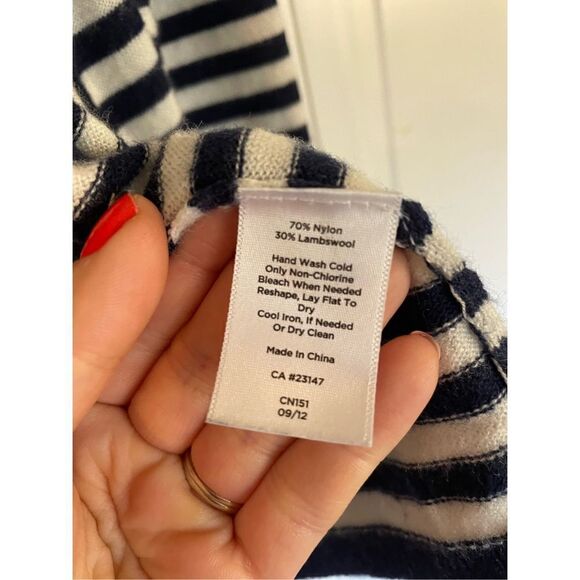 70% Nylon
30% Lambswool
Hand Wash Cold
Only Non-Chlorine
Bleach When Needed
Reshape, Lay Flat To
Dry
Cool Iron, If Needed
Or Dry Clean
Made In China
CA #23147
CN151
09/12